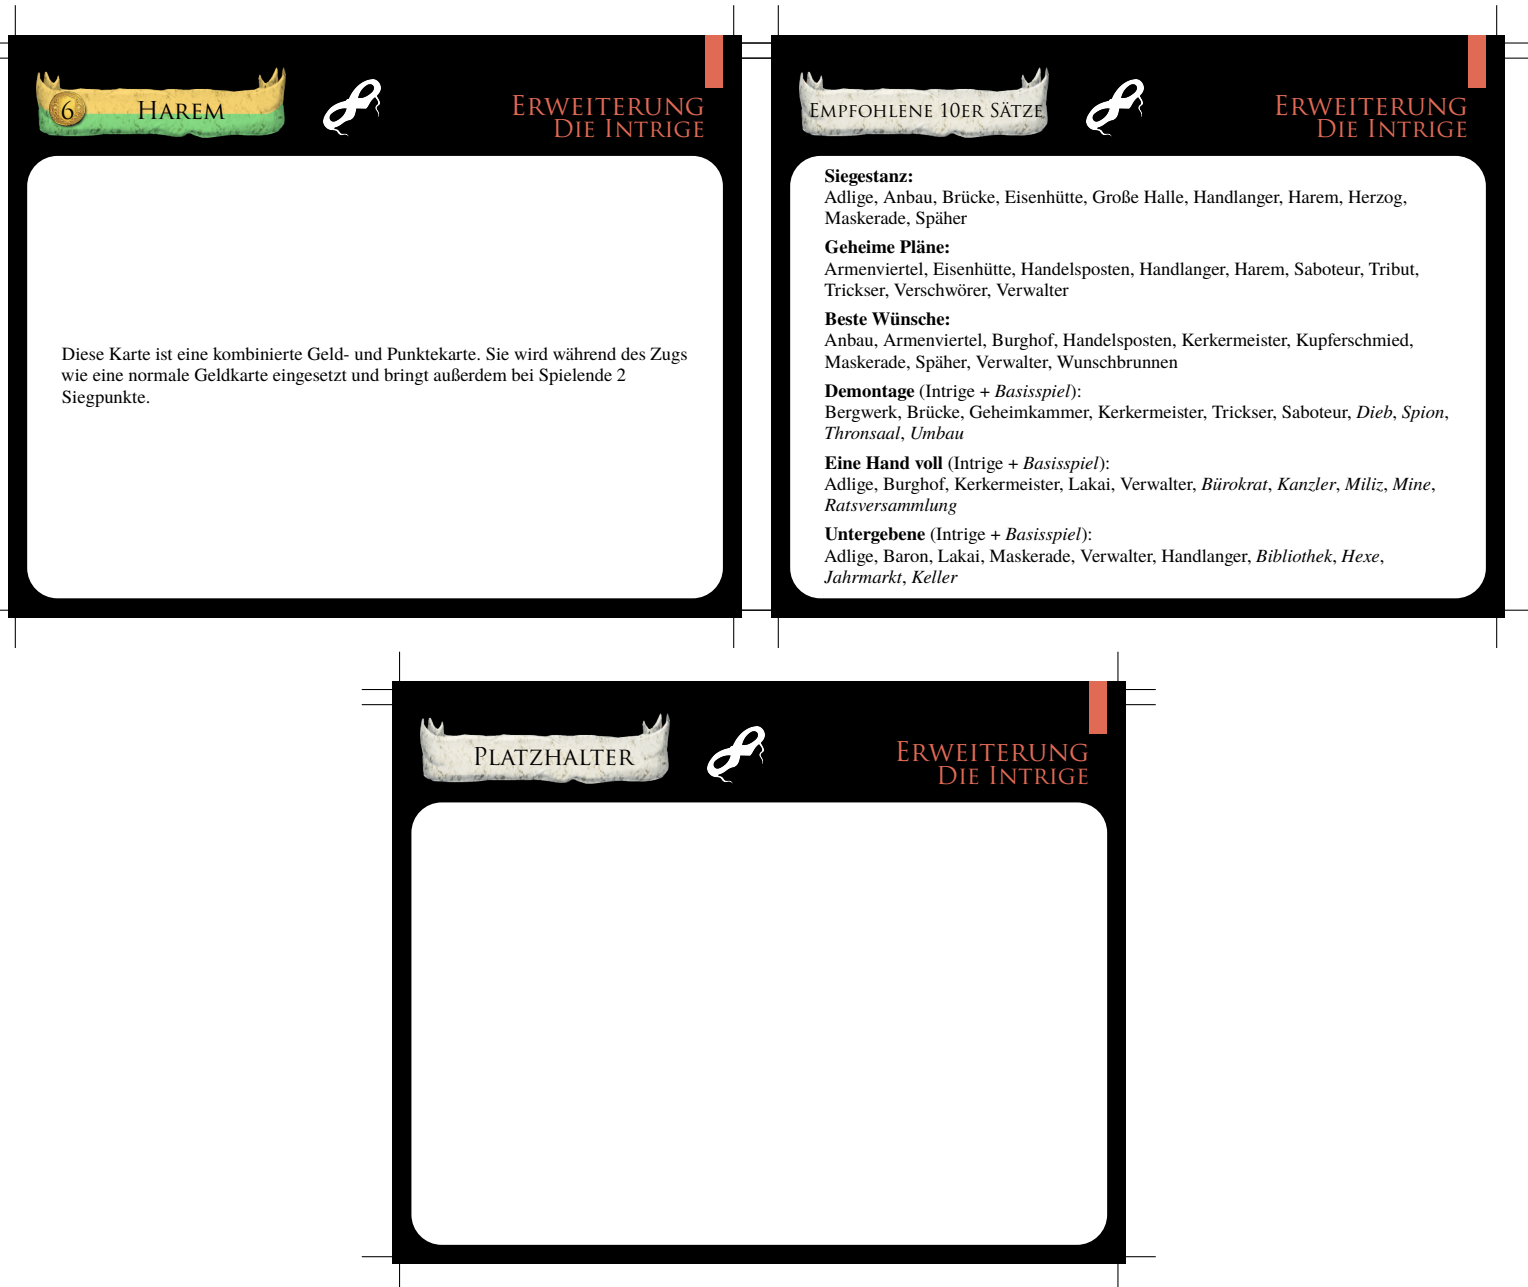 6 HAREM
ERWEITERUNG
DIE INTRIGE
Diese Karte ist eine kombinierte Geld- und Punktekarte. Sie wird während des Zugs
wie eine normale Geldkarte eingesetzt und bringt außerdem bei Spielende 2
Siegpunkte.
EMPFOHLENE 10ER SÄTZE
ERWEITERUNG
DIE INTRIGE
Siegestanz:
Adlige, Anbau, Brücke, Eisenhütte, Große Halle, Handlanger, Harem, Herzog,
Maskerade, Späher
Geheime Pläne:
Armenviertel, Eisenhütte, Handelsposten, Handlanger, Harem, Saboteur, Tribut,
Trickser, Verschwörer, Verwalter
Beste Wünsche:
Anbau, Armenviertel, Burghof, Handelsposten, Kerkermeister, Kupferschmied,
Maskerade, Späher, Verwalter, Wunschbrunnen
Demontage (Intrige + Basisspiel):
Bergwerk, Brücke, Geheimkammer, Kerkermeister, Trickser, Saboteur, Dieb, Spion,
Thronsaal, Umbau
Eine Hand voll (Intrige + Basisspiel):
Adlige, Burghof, Kerkermeister, Lakai, Verwalter, Bürokrat, Kanzler, Miliz, Mine,
Ratsversammlung
Untergebene (Intrige + Basisspiel):
Adlige, Baron, Lakai, Maskerade, Verwalter, Handlanger, Bibliothek, Hexe,
Jahrmarkt, Keller
PLATZHALTER
ERWEITERUNG
DIE INTRIGE